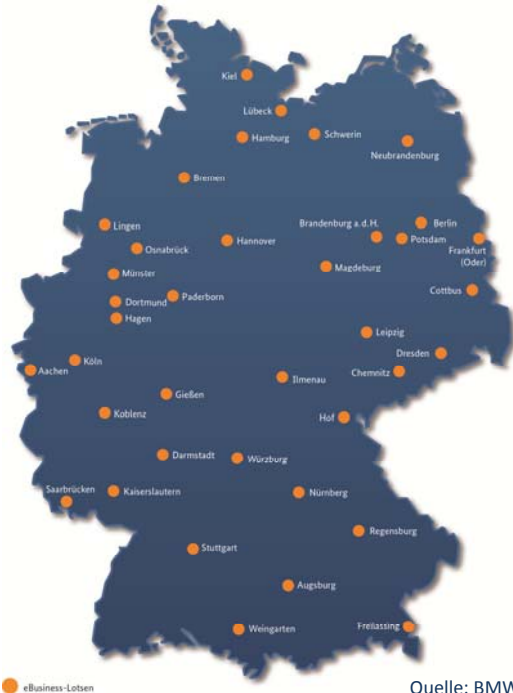 Kiel
Lübeck
Hamburg
Schwerin
Neubrandenburg
Bremen
Lingen
Osnabrück
Hannover
Brandenburg a.d.H.
Berlin
Potsdam
Frankfurt
(Oder)
Münster
Magdeburg
Paderborn
Cottbus
Dortmund
Hagen
Leipzig
Dresden
Köln
Aachen
Chemnitz
Ilmenau
Gießen
Koblenz
Hof
Darmstadt
Würzburg
Saarbrücken
Kaiserslautern
Nürnberg
Regensburg
Stuttgart
Augsburg
Weingarten
Freilassing
eBusiness-Lotsen
Quelle: BMW